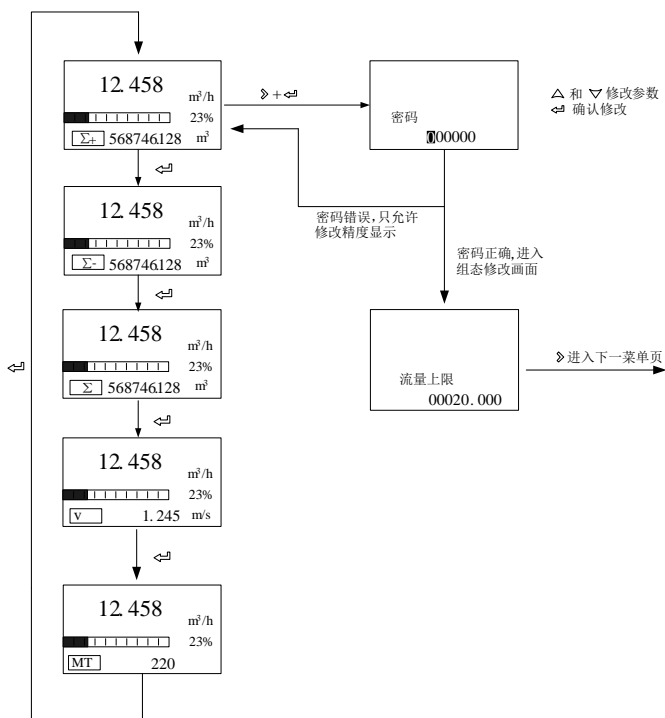 12.458
m³/h
23%
Σ+ 568746.128 m³
》+
密码
000000
△ 和 ▽ 修改参数
确认修改
密码错误,只允许
修改精度显示
密码正确,进入
组态修改画面
12.458
m³/h
23%
Σ- 568746.128 m³
12.458
m³/h
23%
Σ 568746.128 m³
流量上限
00020.000
》进入下一菜单页
12.458
m³/h
23%
v 1.245 m/s
12.458
m³/h
23%
MT 220